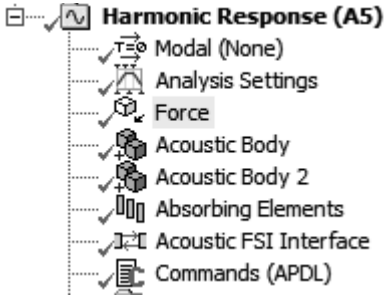 Harmonic Response (A5)
Modal (None)
Analysis Settings
Force
Acoustic Body
Acoustic Body 2
Absorbing Elements
Acoustic FSI Interface
Commands (APDL)